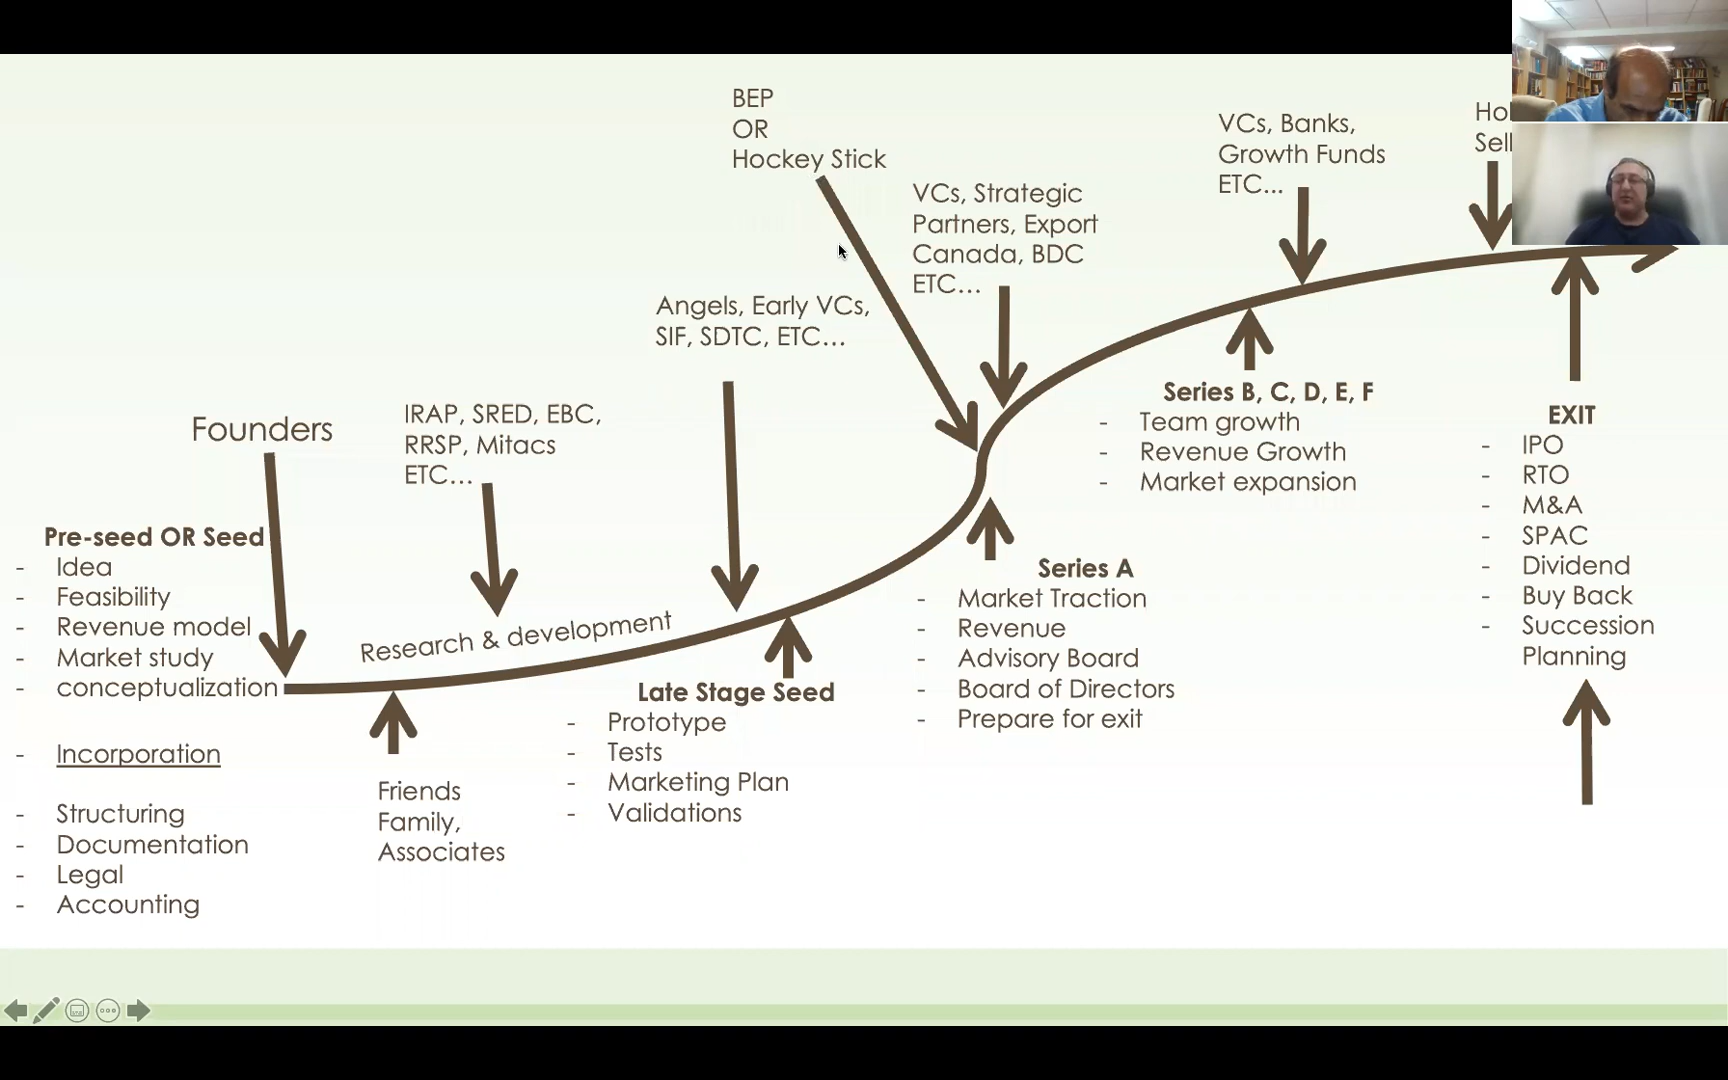 BEP
OR
Hockey Stick
VCs, Strategic
Partners, Export
Canada, BDC
ETC...
VCs, Banks,
Growth Funds
ETC...
Angels, Early VCs,
SIF, SDTC, ETC...
IRAP, SRED, EBC,
RRSP, Mitacs
ETC...
Founders
Pre-seed OR Seed
- Idea
- Feasibility
- Revenue model
- Market study
- conceptualization
- Incorporation
- Structuring
- Documentation
- Legal
- Accounting
Research & development
Friends
Family,
Associates
Late Stage Seed
- Prototype
- Tests
- Marketing Plan
- Validations
Series A
- Market Traction
- Revenue
- Advisory Board
- Board of Directors
- Prepare for exit
Series B, C, D, E, F
- Team growth
- Revenue Growth
- Market expansion
EXIT
- IPO
- RTO
- M&A
- SPAC
- Dividend
- Buy Back
- Succession
Planning